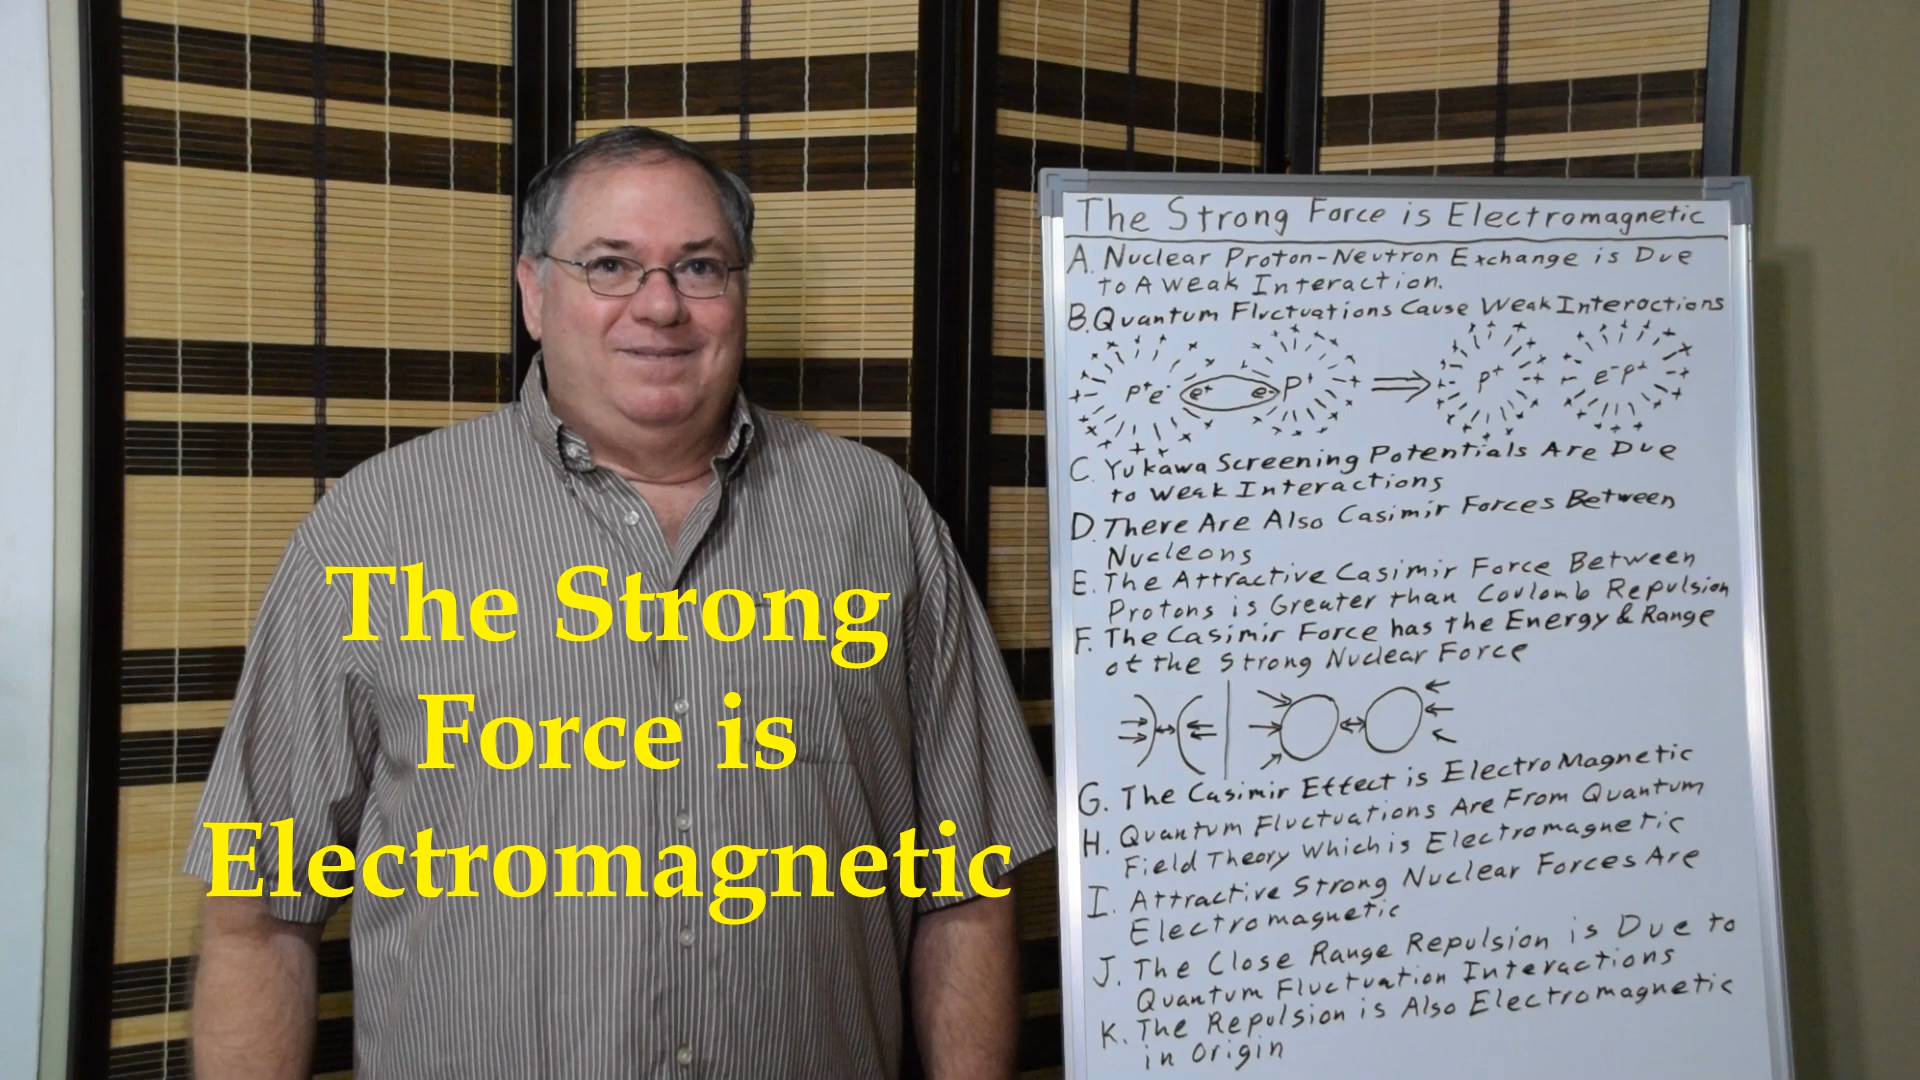 The Strong
Force is
Electromagnetic
The Strong Force is Electromagnetic
A. Nuclear Proton-Neutron Exchange is Due
to A Weak Interaction.
B. Quantum Fluctuations Cause Weak Interactions
P+ e- e+ e- P+ P+ e- P+
C. Yukawa Screening Potentials Are Due
to Weak Interactions
D. There Are Also Casimir Forces Between
Nucleons
E. The Attractive Casimir Force Between
Protons is Greater than Coulomb Repulsion
F. The Casimir Force has the Energy & Range
of the Strong Nuclear Force
G. The Casimir Effect is ElectroMagnetic
H. Quantum Fluctuations Are From Quantum
Field Theory Which is Electromagnetic
I. Attractive Strong Nuclear Forces Are
Electromagnetic
J. The Close Range Repulsion is Due to
Quantum Fluctuation Interactions
K. The Repulsion is Also Electromagnetic
in Origin